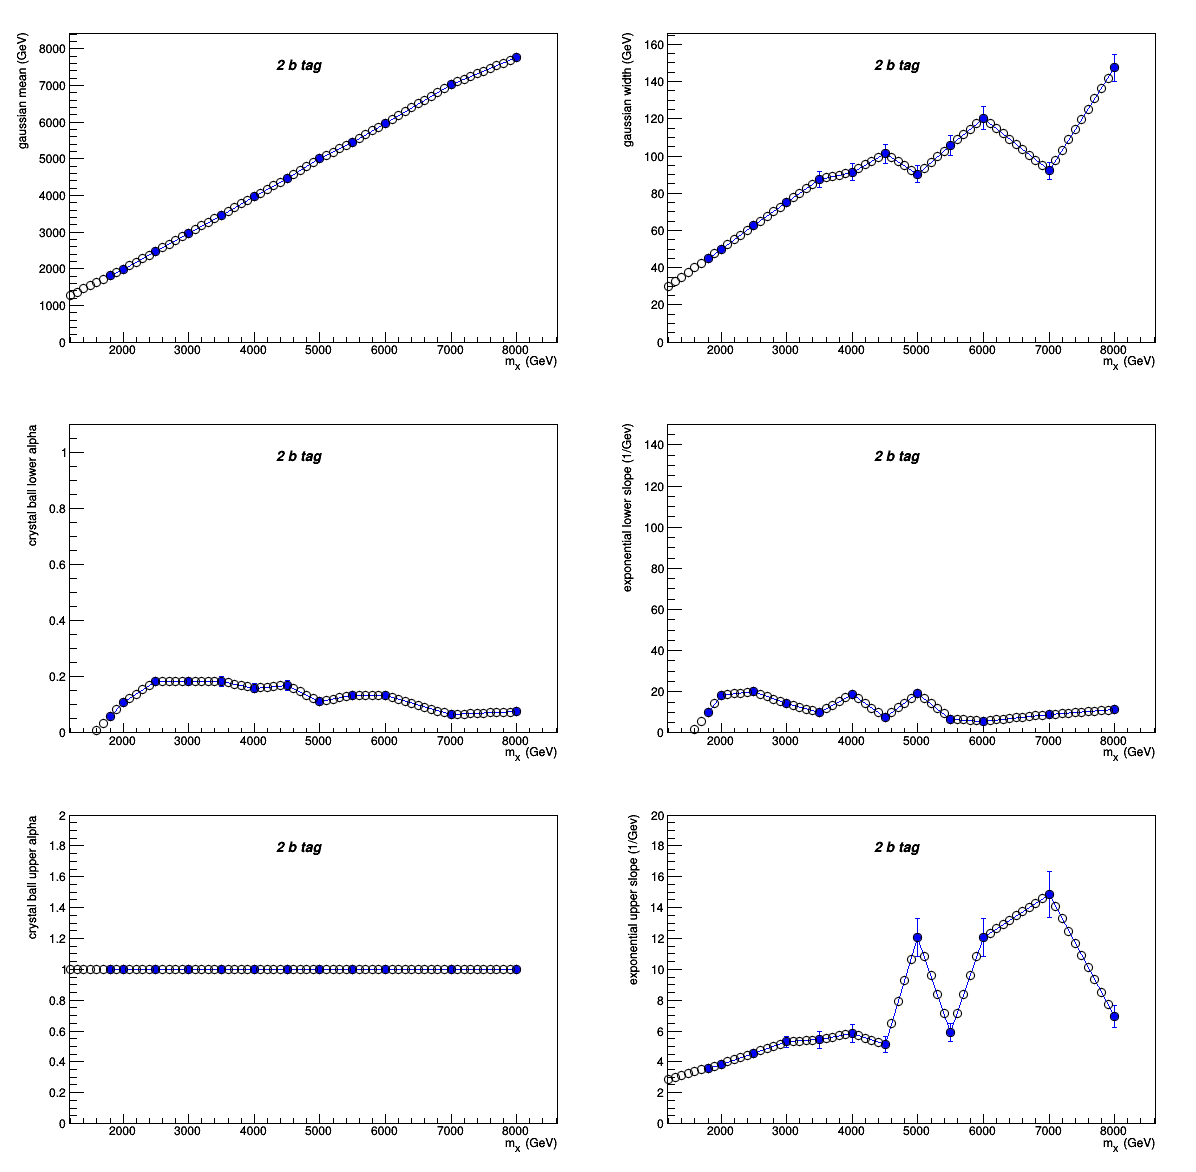 gaussian mean (GeV)
2 b tag
8000
7000
6000
5000
4000
3000
2000
1000
0
2000 3000 4000 5000 6000 7000 8000
m_x (GeV)
gaussian width (GeV)
2 b tag
160
140
120
100
80
60
40
20
0
2000 3000 4000 5000 6000 7000 8000
m_x (GeV)
crystal ball lower alpha
2 b tag
1
0.8
0.6
0.4
0.2
0
2000 3000 4000 5000 6000 7000 8000
m_x (GeV)
exponential lower slope (1/Gev)
2 b tag
140
120
100
80
60
40
20
0
2000 3000 4000 5000 6000 7000 8000
m_x (GeV)
crystal ball upper alpha
2 b tag
2
1.8
1.6
1.4
1.2
1
0.8
0.6
0.4
0.2
0
2000 3000 4000 5000 6000 7000 8000
m_x (GeV)
exponential upper slope (1/Gev)
2 b tag
20
18
16
14
12
10
8
6
4
2
0
2000 3000 4000 5000 6000 7000 8000
m_x (GeV)